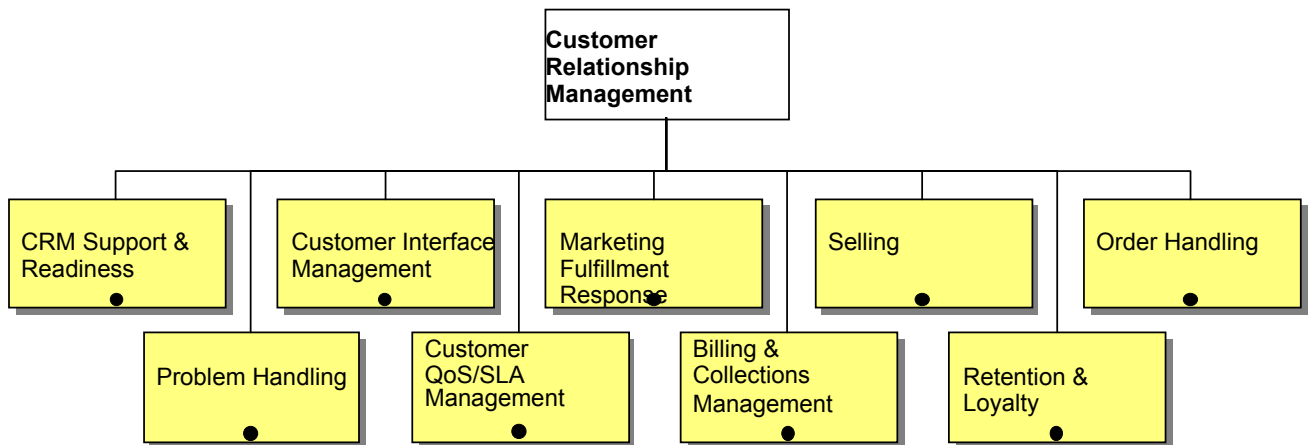 Customer
Relationship
Management
CRM Support &
Readiness
Customer Interface
Management
Marketing
Fulfillment
Response
Selling
Order Handling
Problem Handling
Customer
QoS/SLA
Management
Billing &
Collections
Management
Retention &
Loyalty